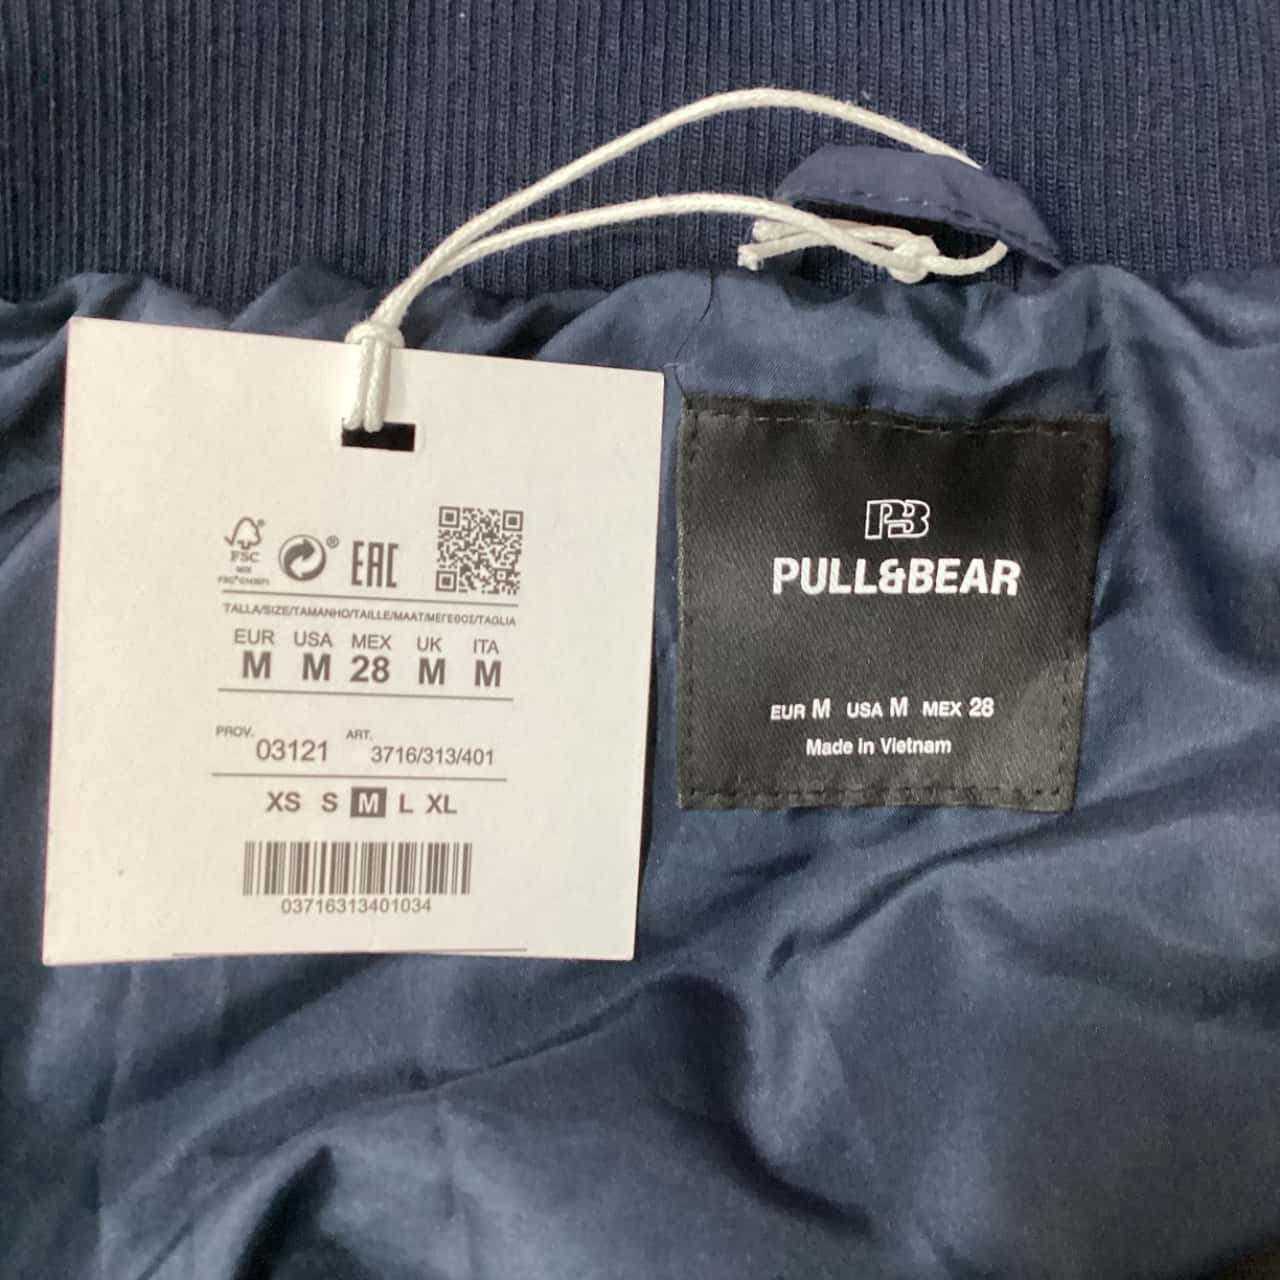 FSC
MIX
® EAC
TALLA/SIZE/TAMANHO/TAILLE/MAAT/ΜΕΓΕΘΟΣ/TAGLIA
EUR USA MEX UK ITA
M M 28 M M
PROV. 03121 ART. 3716/313/401
XS S M L XL
03716313401034
PB
PULL&BEAR
EUR M USA M MEX 28
Made in Vietnam